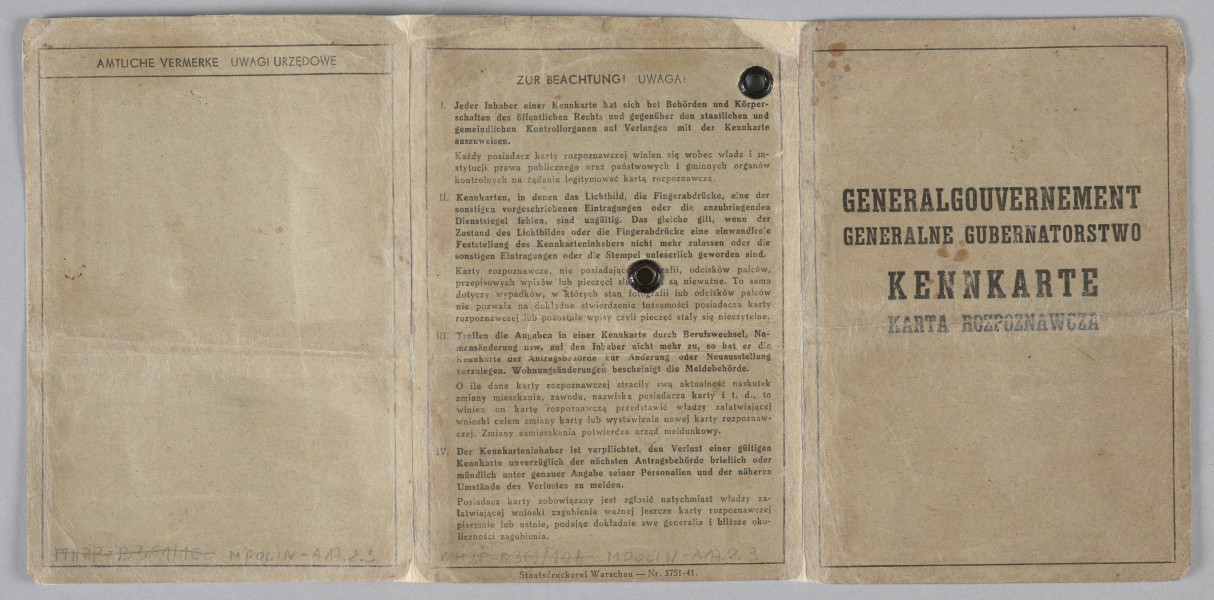 AMTLICHE VERMERKE UWAGI URZĘDOWE
MPOLIN-A17.2.3
ZUR BEACHTUNG! UWAGA!
I. Jeder Inhaber einer Kennkarte hat sich bei Behörden und Körper-
schaften des öffentlichen Rechts und gegenüber den staatlichen und
gemeindlichen Kontrollorganen auf Verlangen mit der Kennkarte
auszuweisen.
Każdy posiadacz karty rozpoznawczej winien się wobec władz i in-
stytucji prawa publicznego oraz państwowych i gminnych organów
kontrolnych na żądanie legitymować kartą rozpoznawczą.
II. Kennkarten, in denen das Lichtbild, die Fingerabdrücke, eine der
sonstigen vorgeschriebenen Eintragungen oder die anzubringenden
Dienstsiegel fehlen, sind ungültig. Das gleiche gilt, wenn der
Zustand des Lichtbildes oder die Fingerabdrücke eine einwandfreie
Feststellung des Kennkarteninhabers nicht mehr zulassen oder die
sonstigen Eintragungen oder die Stempel unleserlich geworden sind.
Karty rozpoznawcze, nie posiadające fotografii, odcisków palców,
przepisowych wpisów lub pieczęci są nieważne. To samo
dotyczy wypadków, w których stan fotografii lub odcisków palców
nie pozwala na dokładne stwierdzenie tożsamości posiadacza karty
rozpoznawczej lub pozostałe wpisy czyli pieczęć stały się nieczytelne.
III. Treffen die Angaben in einer Kennkarte durch Berufswechsel, Na-
mensänderung usw. auf den Inhaber nicht mehr zu, so hat er die
Kennkarte der Antragsbehörde zur Änderung oder Neuausstellung
vorzulegen. Wohnungsänderungen bescheinigt die Meldebehörde.
O ile dane karty rozpoznawczej straciły swą aktualność naskutek
zmiany mieszkania, zawodu, nazwiska posiadacza karty i t. d., to
winien on kartę rozpoznawczą przedstawić władzy załatwiającej
wnioski celem zmiany karty lub wystawienia nowej karty rozpoznaw-
czej. Zmiany zamieszkania potwierdza urząd meldunkowy.
IV. Der Kennkarteninhaber ist verpflichtet, den Verlust einer gültigen
Kennkarte unverzüglich der nächsten Antragsbehörde brieflich oder
mündlich unter genauer Angabe seiner Personalien und der näheren
Umstände des Verlustes zu melden.
Posiadacz karty zobowiązany jest zgłosić natychmiast władzy za-
łatwiającej wnioski zagubienia ważnej jeszcze karty rozpoznawczej
pisemnie lub ustnie, podając dokładnie swe generalia i bliższe oko-
liczności zagubienia.
MPOLIN-A17.2.3
Staatsdruckerei Warschau — Nr. 3751-41.
GENERALGOUVERNEMENT
GENERALNE GUBERNATORSTWO
KENNKARTE
KARTA ROZPOZNAWCZA